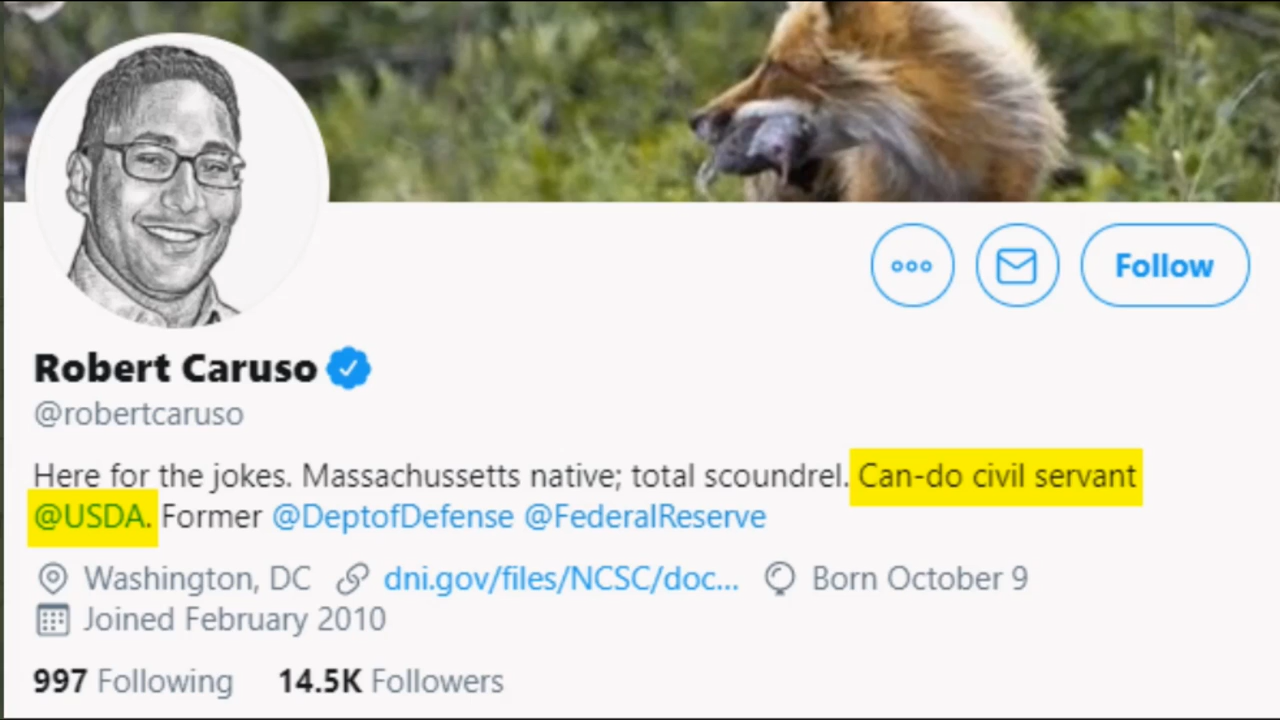 Follow
Robert Caruso
@robertcaruso
Here for the jokes. Massachussetts native; total scoundrel. Can-do civil servant
@USDA. Former @DeptofDefense @FederalReserve
Washington, DC dni.gov/files/NCSC/doc... Born October 9
Joined February 2010
997 Following 14.5K Followers